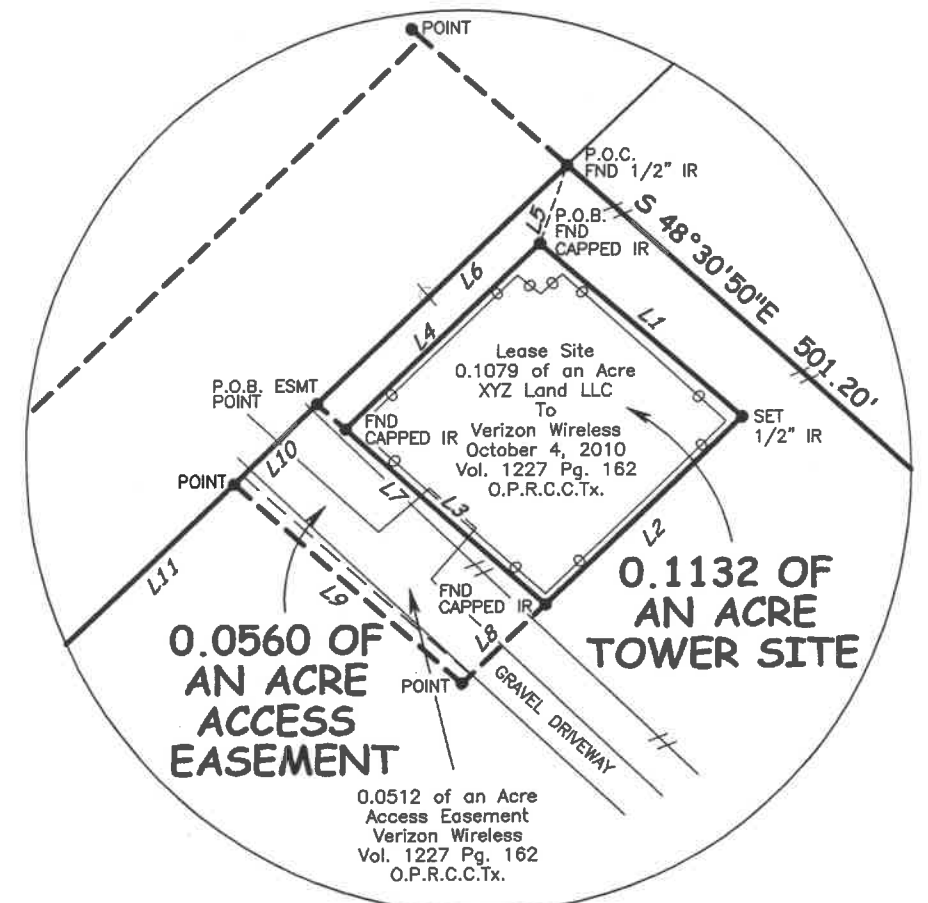 POINT
P.O.C.
FND 1/2" IR
S 48°30'50"E 501.20'
L5
P.O.B.
FND
CAPPED IR
L6
L4
L1
Lease Site
0.1079 of an Acre
XYZ Land LLC
To
Verizon Wireless
October 4, 2010
Vol. 1227 Pg. 162
O.P.R.C.C.Tx.
P.O.B. ESMT
POINT
FND
CAPPED IR
SET
1/2" IR
L10
POINT
L7
L3
L2
L11
L9
FND
CAPPED IR
L8
0.1132 OF
AN ACRE
TOWER SITE
0.0560 OF
AN ACRE
ACCESS
EASEMENT
POINT
GRAVEL DRIVEWAY
0.0512 of an Acre
Access Easement
Verizon Wireless
Vol. 1227 Pg. 162
O.P.R.C.C.Tx.